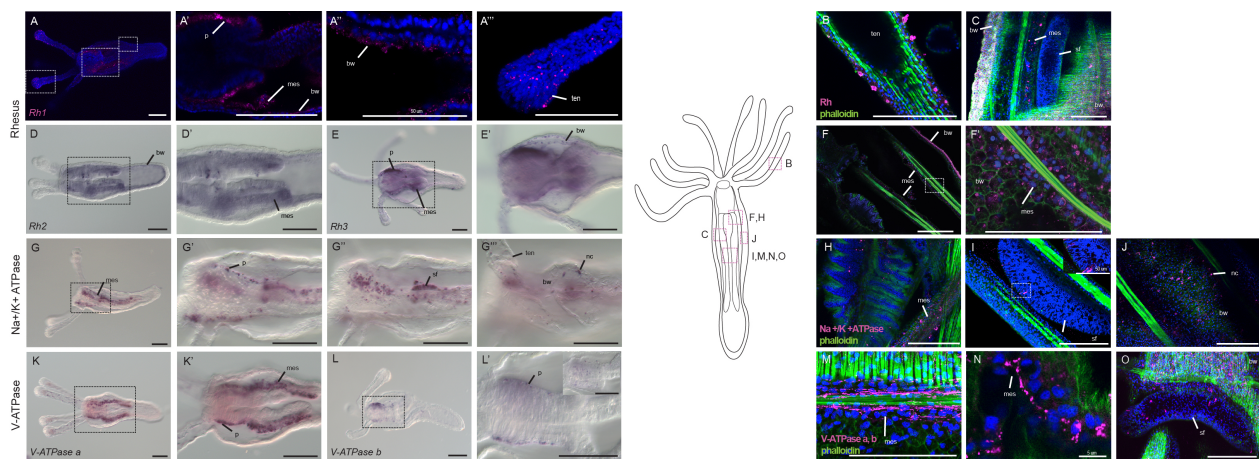 Rhesus
A
p
Rh1
A'
p
mes
bw
A''
bw
50 µm
A'''
ten
D
bw
Rh2
D'
mes
E
p
mes
Rh3
E'
bw
Na+/K+ ATPase
G
mes
G'
p
G''
sf
G'''
ten
nc
bw
V-ATPase
K
V-ATPase a
K'
mes
p
L
V-ATPase b
L'
p
B
F,H
C
J
I,M,N,O
B
ten
Rh
phalloidin
C
bw
mes
sf
bw
F
bw
mes
F'
bw
mes
H
mes
Na+/K+ATPase
phalloidin
I
50 µm
sf
J
nc
bw
M
V-ATPase a, b
mes
phalloidin
N
mes
5 µm
O
bw
sf